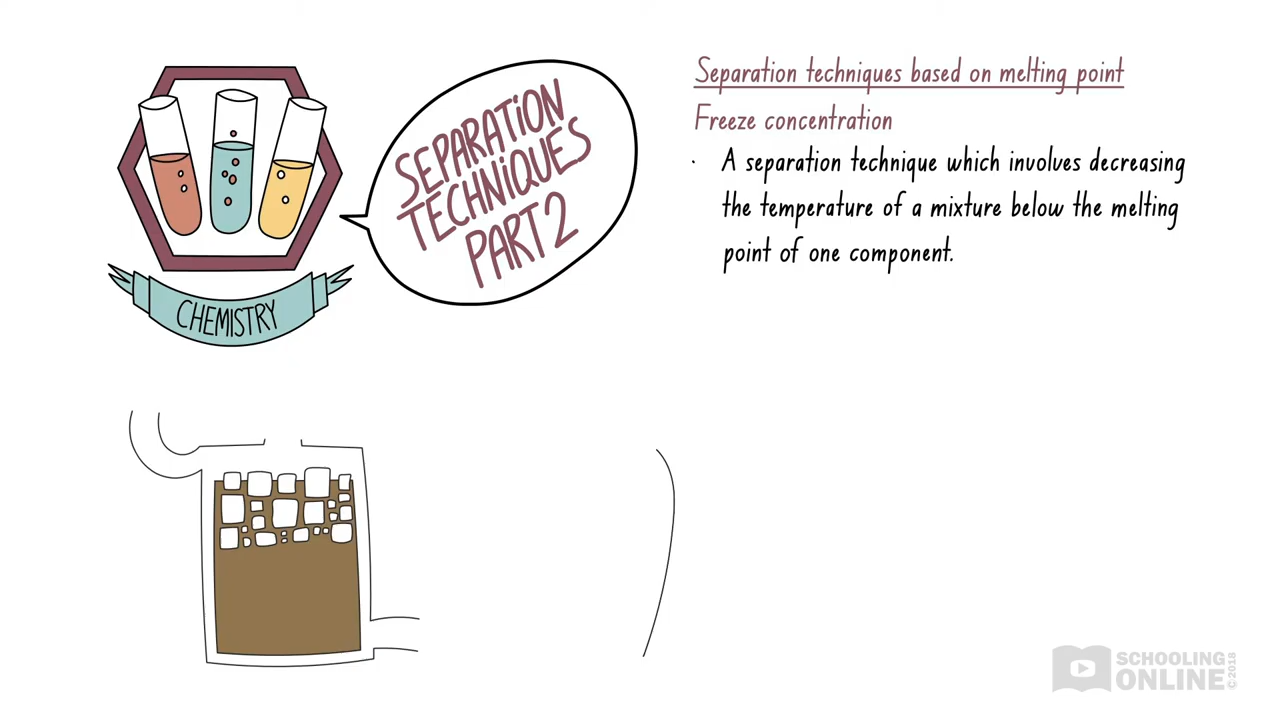 SEPARATION
TECHNIQUES
PART 2
CHEMISTRY
Separation techniques based on melting point
Freeze concentration
· A separation technique which involves decreasing
the temperature of a mixture below the melting
point of one component.
SCHOOLING
ONLINE
©2018